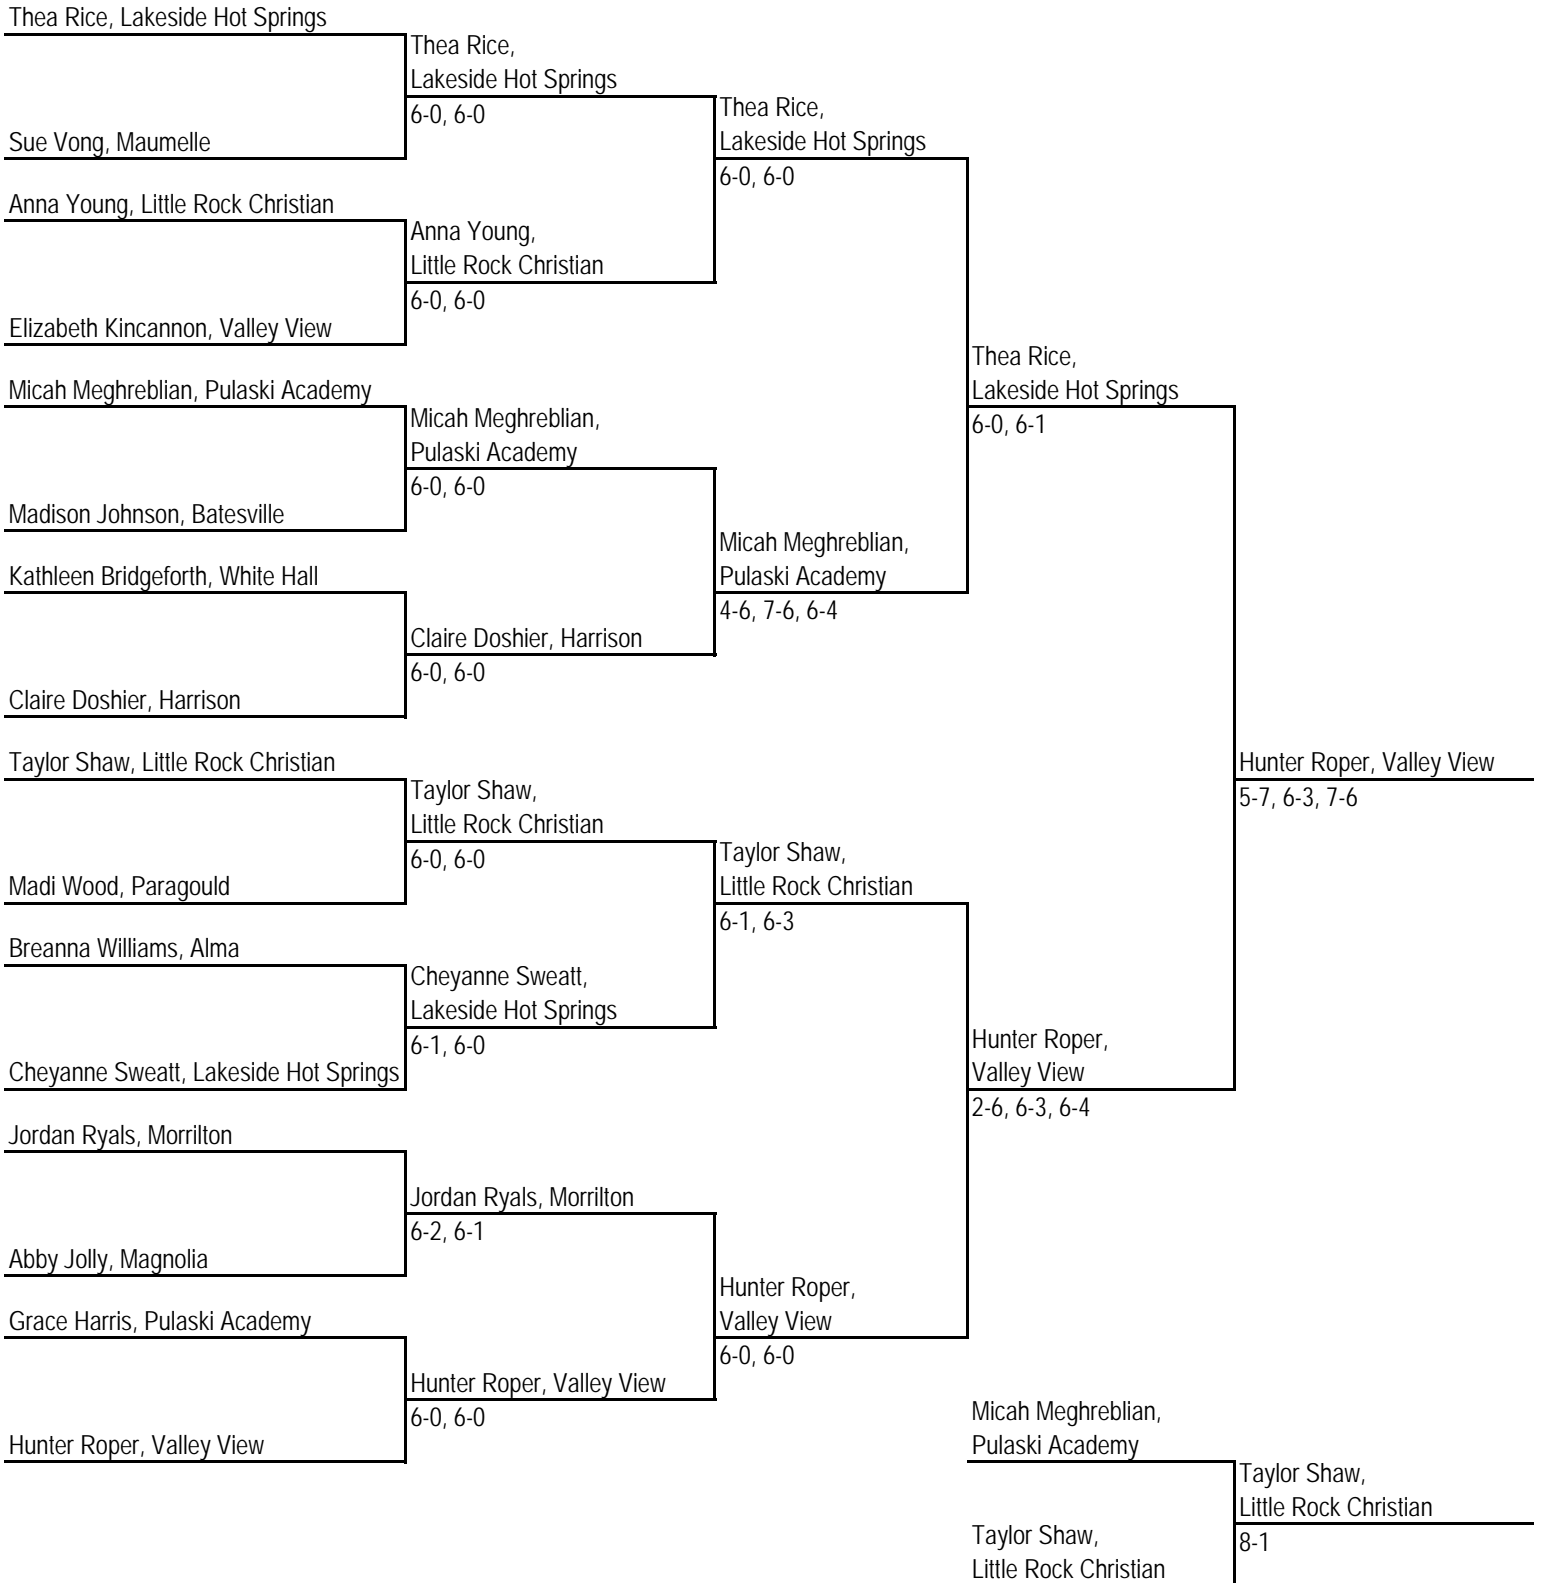 Thea Rice, Lakeside Hot Springs
Sue Vong, Maumelle
Anna Young, Little Rock Christian
Elizabeth Kincannon, Valley View
Micah Meghreblian, Pulaski Academy
Madison Johnson, Batesville
Kathleen Bridgeforth, White Hall
Claire Doshier, Harrison
Taylor Shaw, Little Rock Christian
Madi Wood, Paragould
Breanna Williams, Alma
Cheyanne Sweatt, Lakeside Hot Springs
Jordan Ryals, Morrilton
Abby Jolly, Magnolia
Grace Harris, Pulaski Academy
Hunter Roper, Valley View
Thea Rice,
Lakeside Hot Springs
6-0, 6-0
Anna Young,
Little Rock Christian
6-0, 6-0
Micah Meghreblian,
Pulaski Academy
6-0, 6-0
Claire Doshier, Harrison
6-0, 6-0
Taylor Shaw,
Little Rock Christian
6-0, 6-0
Cheyanne Sweatt,
Lakeside Hot Springs
6-1, 6-0
Jordan Ryals, Morrilton
6-2, 6-1
Hunter Roper, Valley View
6-0, 6-0
Thea Rice,
Lakeside Hot Springs
6-0, 6-0
Micah Meghreblian,
Pulaski Academy
4-6, 7-6, 6-4
Taylor Shaw,
Little Rock Christian
6-1, 6-3
Hunter Roper,
Valley View
6-0, 6-0
Thea Rice,
Lakeside Hot Springs
6-0, 6-1
Hunter Roper,
Valley View
2-6, 6-3, 6-4
Hunter Roper, Valley View
5-7, 6-3, 7-6
Micah Meghreblian,
Pulaski Academy
Taylor Shaw,
Little Rock Christian
Taylor Shaw,
Little Rock Christian
8-1